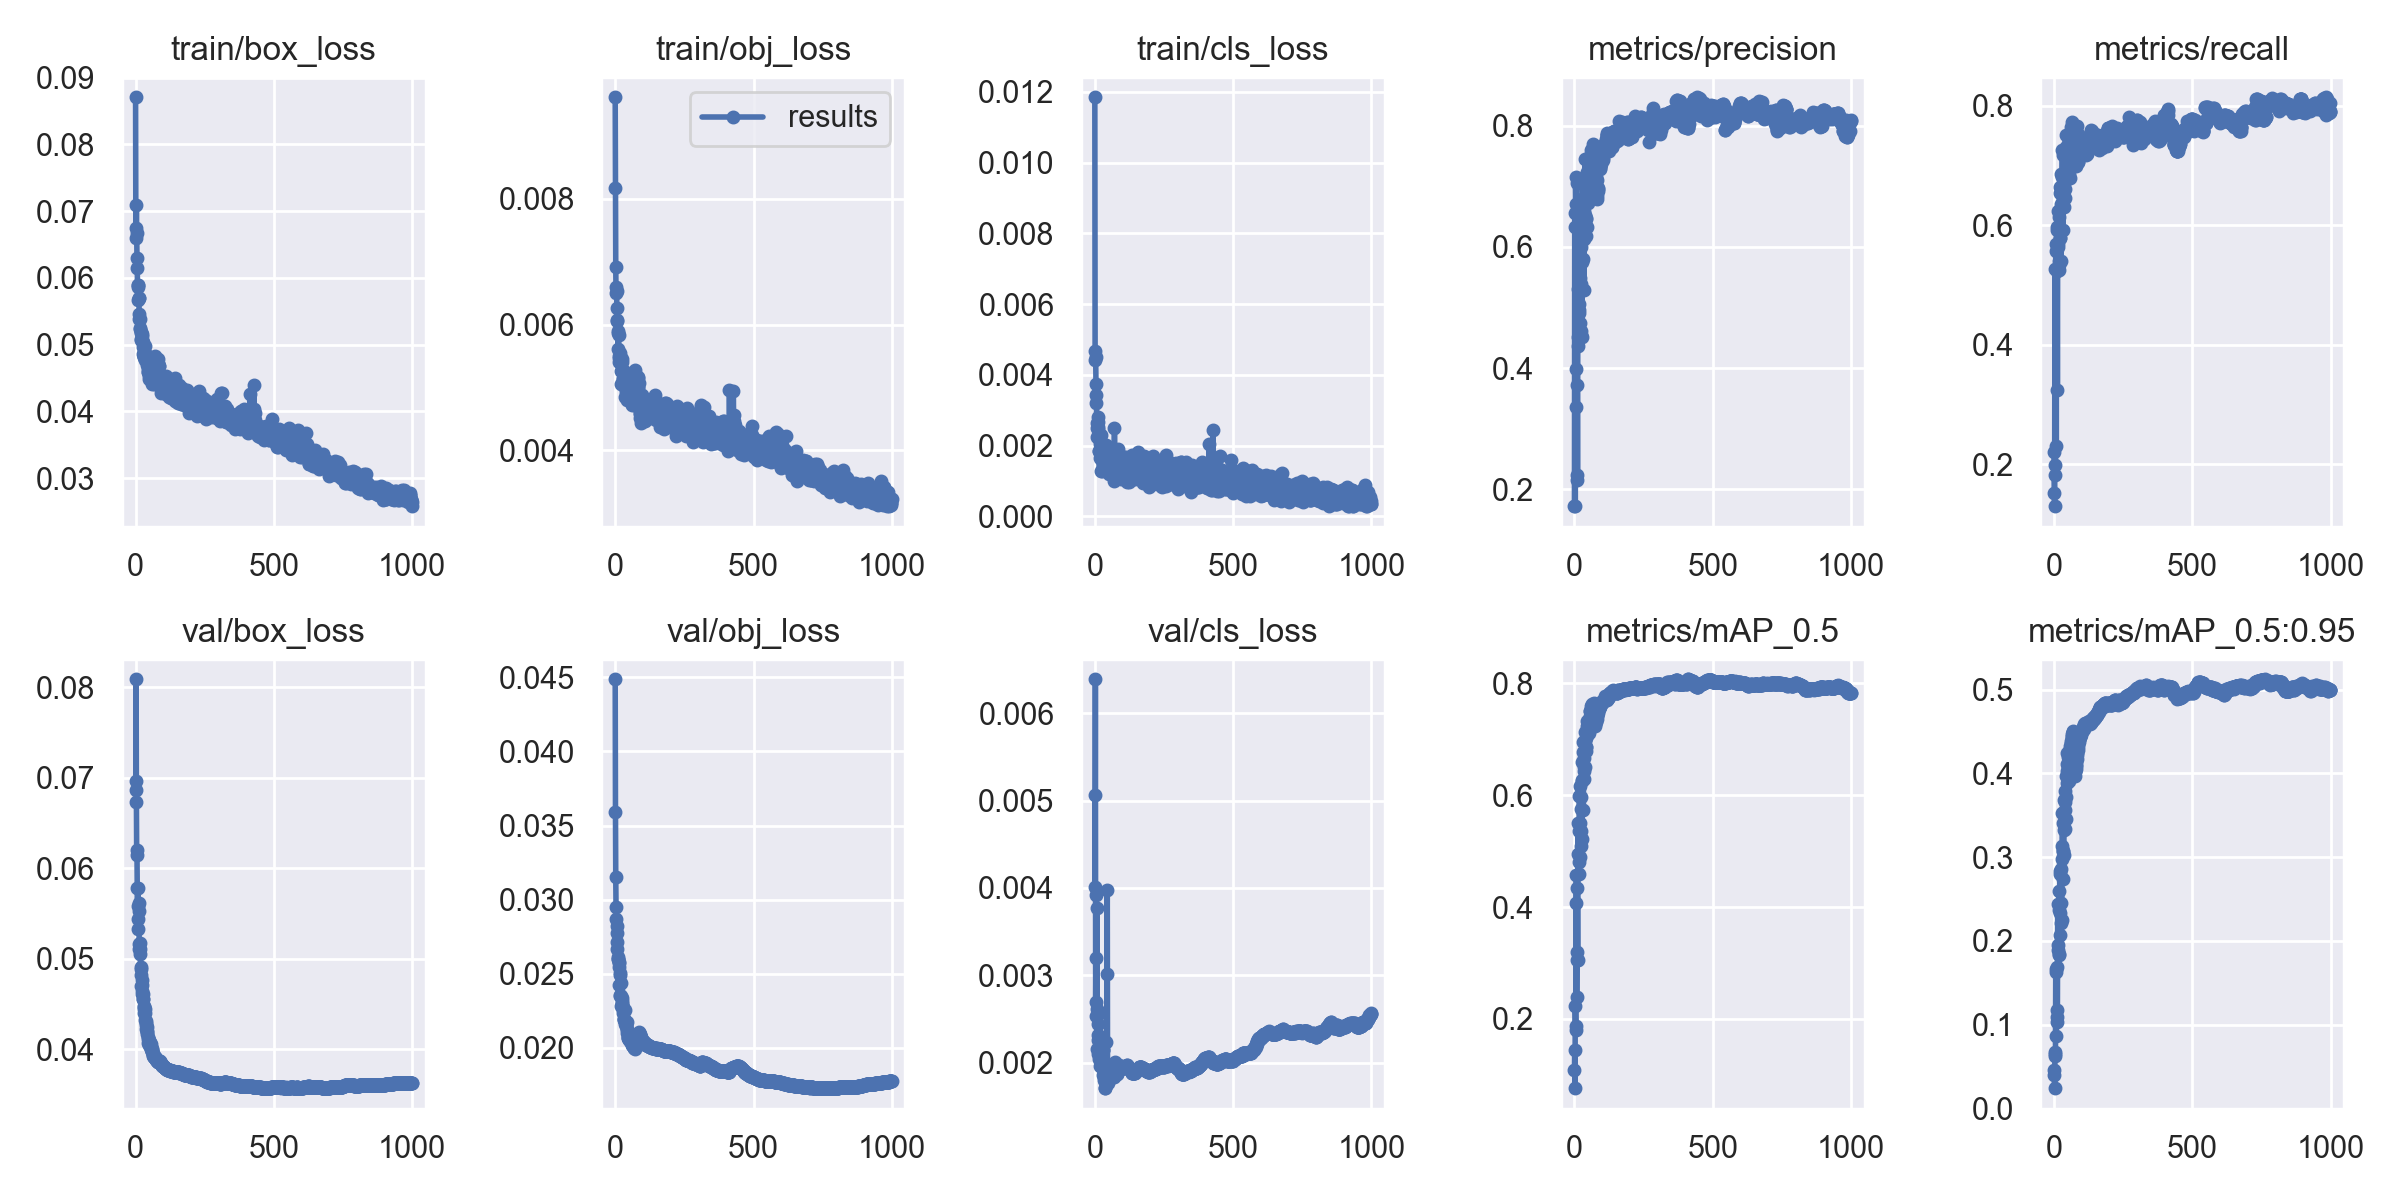 train/box_loss
0.09
0.08
0.07
0.06
0.05
0.04
0.03
0 500 1000
train/obj_loss
results
0.008
0.006
0.004
0 500 1000
train/cls_loss
0.012
0.010
0.008
0.006
0.004
0.002
0.000
0 500 1000
metrics/precision
0.8
0.6
0.4
0.2
0 500 1000
metrics/recall
0.8
0.6
0.4
0.2
0 500 1000
val/box_loss
0.08
0.07
0.06
0.05
0.04
0 500 1000
val/obj_loss
0.045
0.040
0.035
0.030
0.025
0.020
0 500 1000
val/cls_loss
0.006
0.005
0.004
0.003
0.002
0 500 1000
metrics/mAP_0.5
0.8
0.6
0.4
0.2
0 500 1000
metrics/mAP_0.5:0.95
0.5
0.4
0.3
0.2
0.1
0.0
0 500 1000